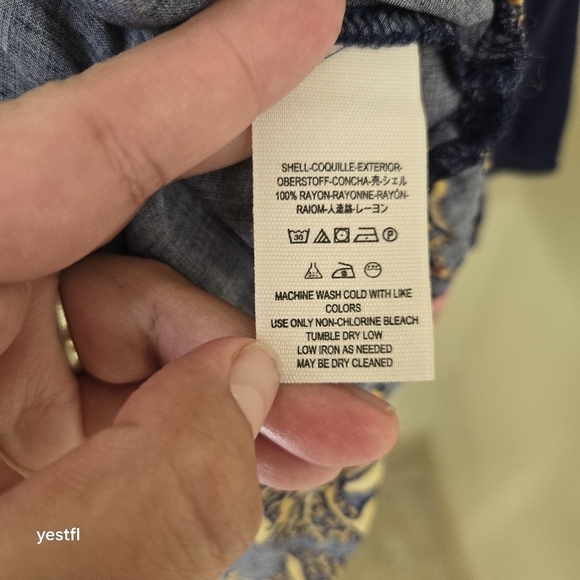 SHELL-COQUILLE-EXTERIOR-
OBERSTOFF-CONCHA-売-シェル
100% RAYON-RAYONNE-RAYÓN-
RAIOM-人造絲-レーヨン
30 P
MACHINE WASH COLD WITH LIKE
COLORS
USE ONLY NON-CHLORINE BLEACH
TUMBLE DRY LOW
LOW IRON AS NEEDED
MAY BE DRY CLEANED
yestfl